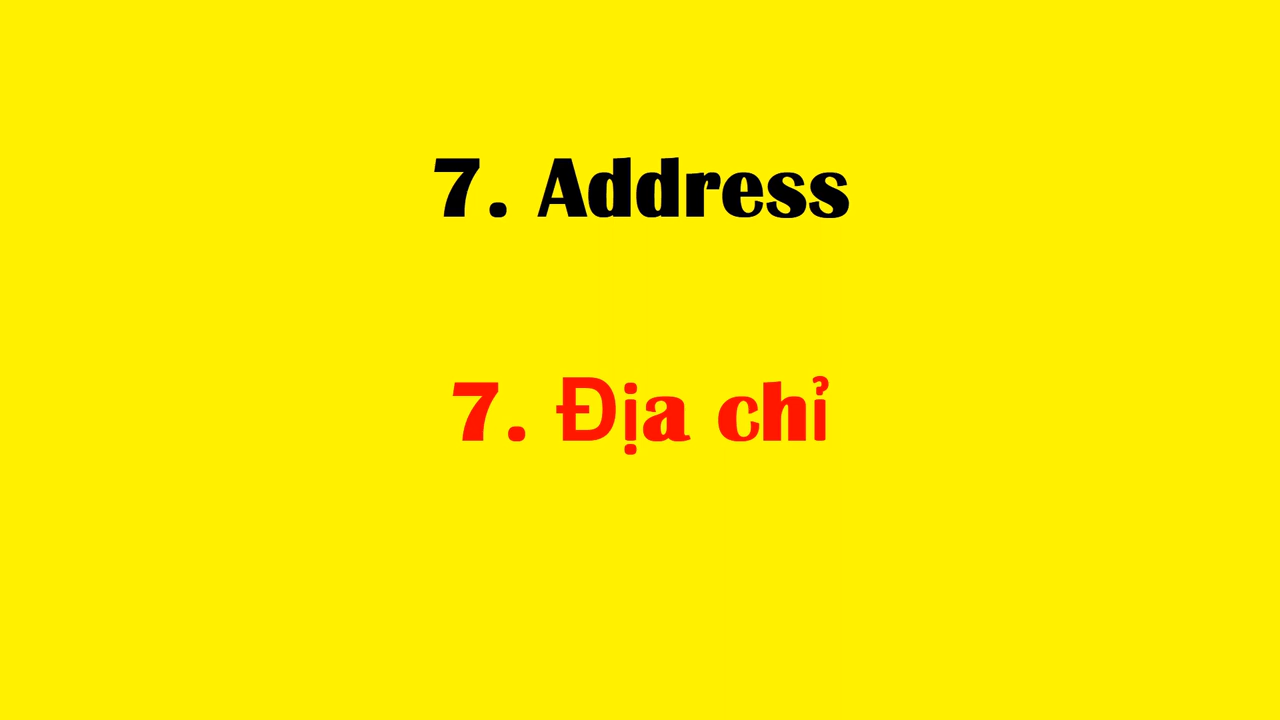 7. Address
7. Địa chỉ